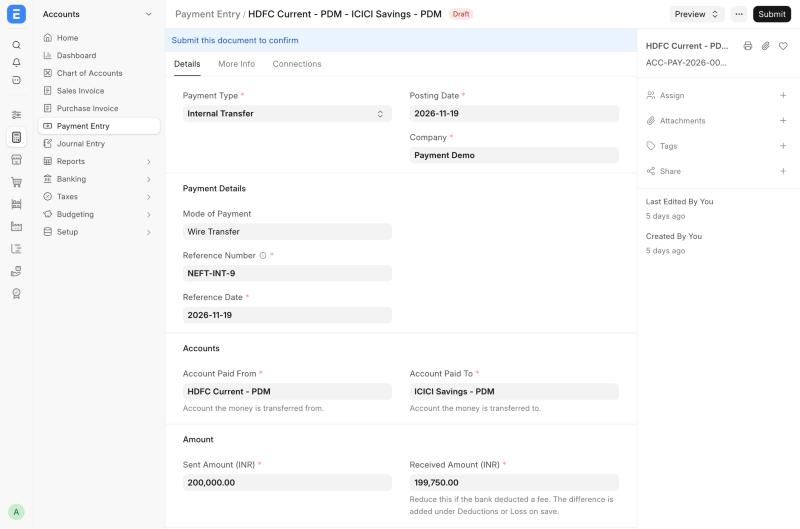 Accounts
Home
Dashboard
Chart of Accounts
Sales Invoice
Purchase Invoice
Payment Entry
Journal Entry
Reports
Banking
Taxes
Budgeting
Setup
A
Payment Entry / HDFC Current - PDM - ICICI Savings - PDM Draft
Preview
Submit
Submit this document to confirm
Details More Info Connections
Payment Type *
Internal Transfer
Posting Date *
2026-11-19
Company *
Payment Demo
Payment Details
Mode of Payment
Wire Transfer
Reference Number *
NEFT-INT-9
Reference Date *
2026-11-19
Accounts
Account Paid From *
HDFC Current - PDM
Account the money is transferred from.
Account Paid To *
ICICI Savings - PDM
Account the money is transferred to.
Amount
Sent Amount (INR) *
200,000.00
Received Amount (INR) *
199,750.00
Reduce this if the bank deducted a fee. The difference is
added under Deductions or Loss on save.
HDFC Current - PD...
ACC-PAY-2026-00...
Assign
Attachments
Tags
Share
Last Edited By You
5 days ago
Created By You
5 days ago